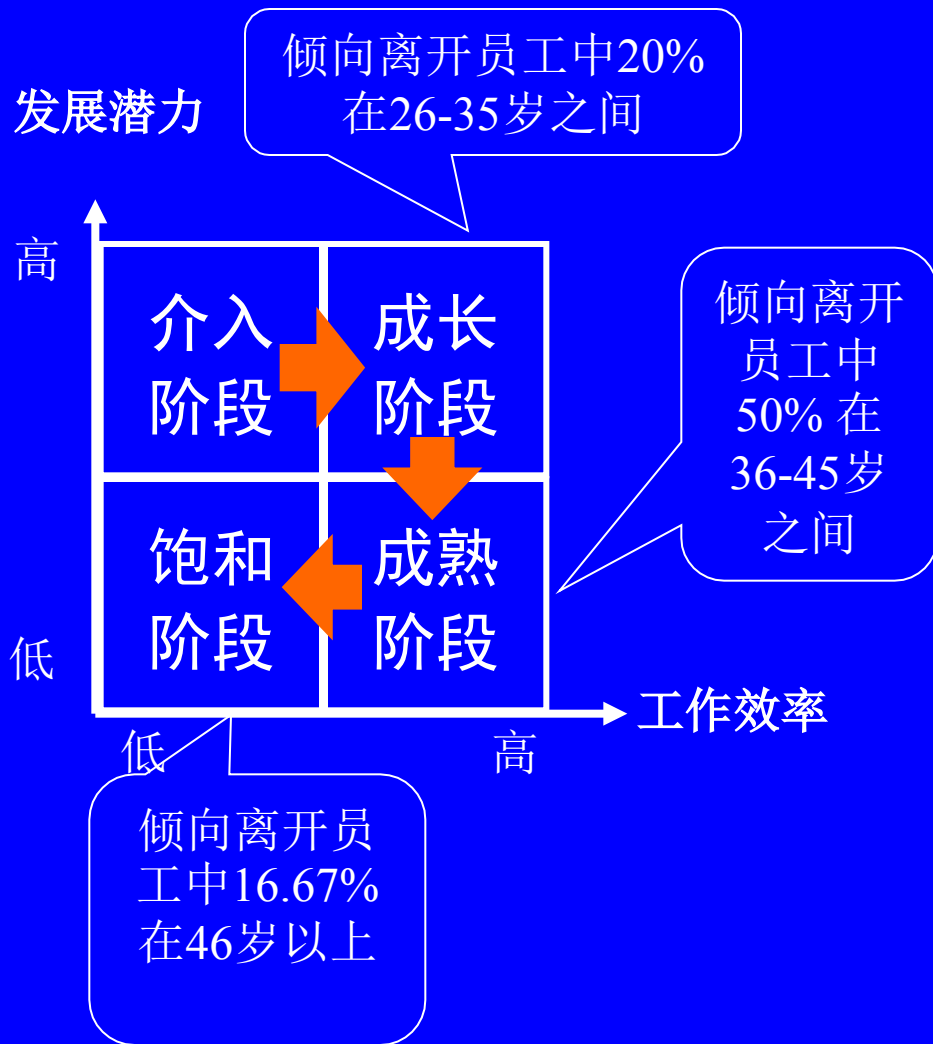 倾向离开员工中20%
在26-35岁之间
发展潜力
高
介入
阶段
成长
阶段
倾向离开
员工中
50% 在
36-45岁
之间
饱和
阶段
成熟
阶段
低
工作效率
低
高
倾向离开员
工中16.67%
在46岁以上